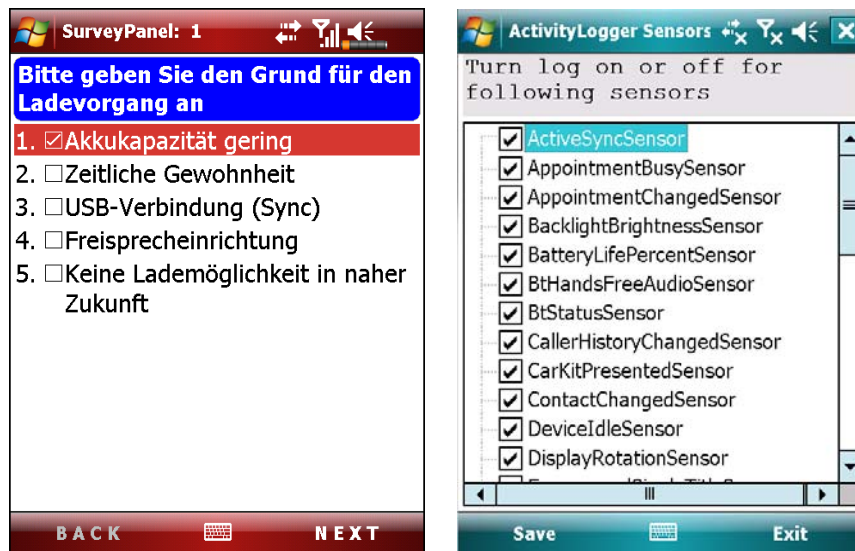 SurveyPanel: 1
Bitte geben Sie den Grund für den
Ladevorgang an
1. Akkukapazität gering
2. Zeitliche Gewohnheit
3. USB-Verbindung (Sync)
4. Freisprecheinrichtung
5. Keine Lademöglichkeit in naher
Zukunft
BACK
NEXT
ActivityLogger Sensors
Turn log on or off for
following sensors
ActiveSyncSensor
AppointmentBusySensor
AppointmentChangedSensor
BacklightBrightnessSensor
BatteryLifePercentSensor
BtHandsFreeAudioSensor
BtStatusSensor
CallerHistoryChangedSensor
CarKitPresentedSensor
ContactChangedSensor
DeviceIdleSensor
DisplayRotationSensor
Save
Exit